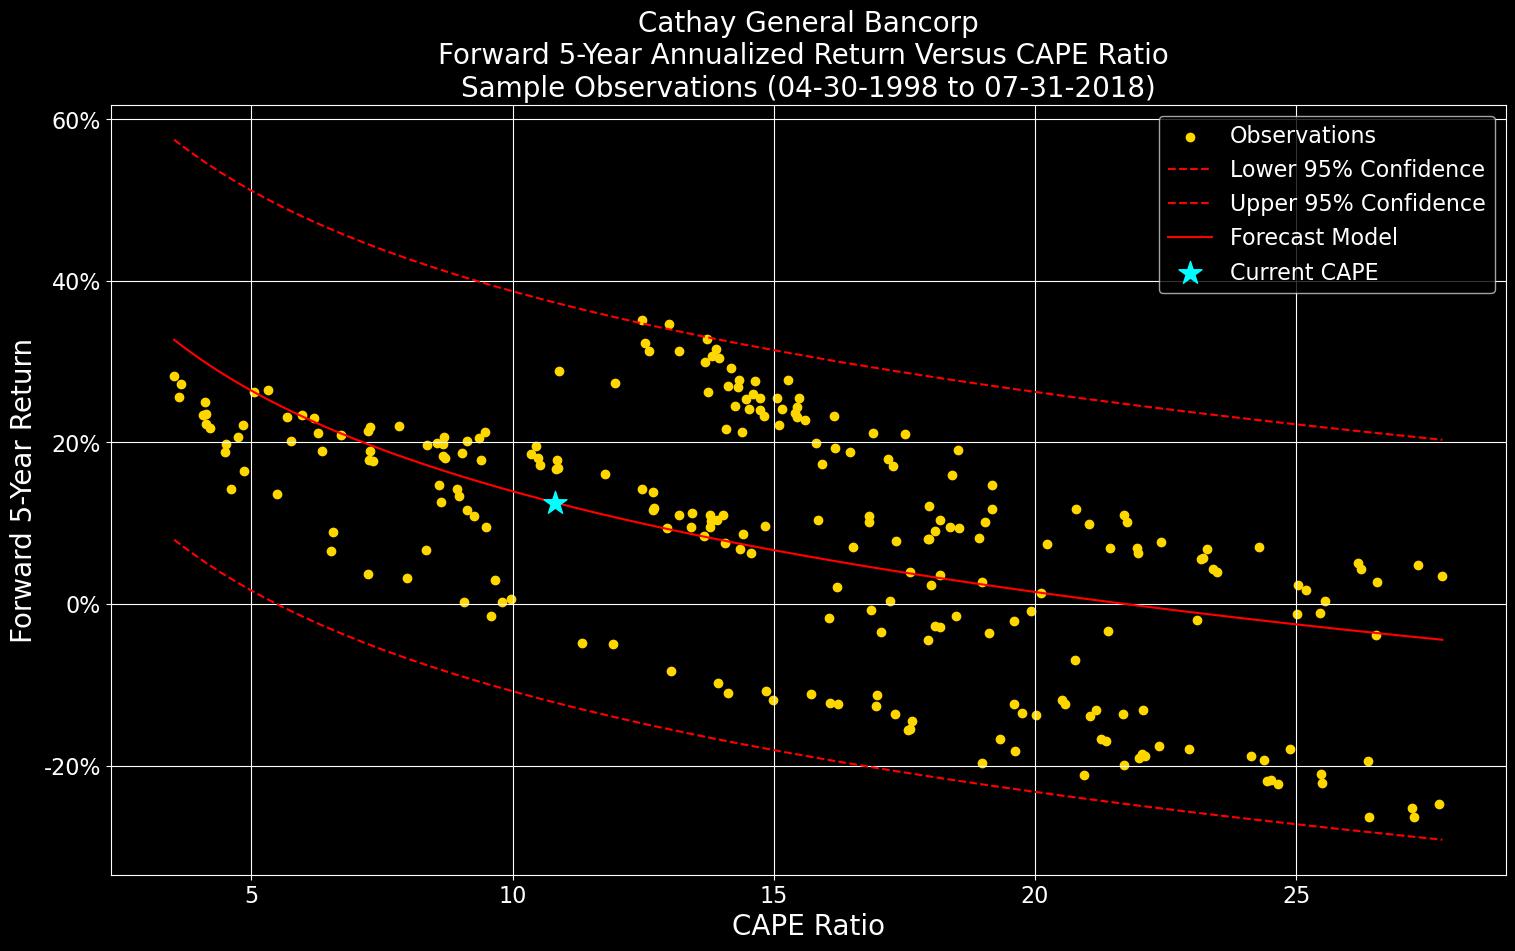 Cathay General Bancorp
Forward 5-Year Annualized Return Versus CAPE Ratio
Sample Observations (04-30-1998 to 07-31-2018)
Forward 5-Year Return
60%
40%
20%
0%
-20%
Observations
Lower 95% Confidence
Upper 95% Confidence
Forecast Model
Current CAPE
5 10 15 20 25
CAPE Ratio